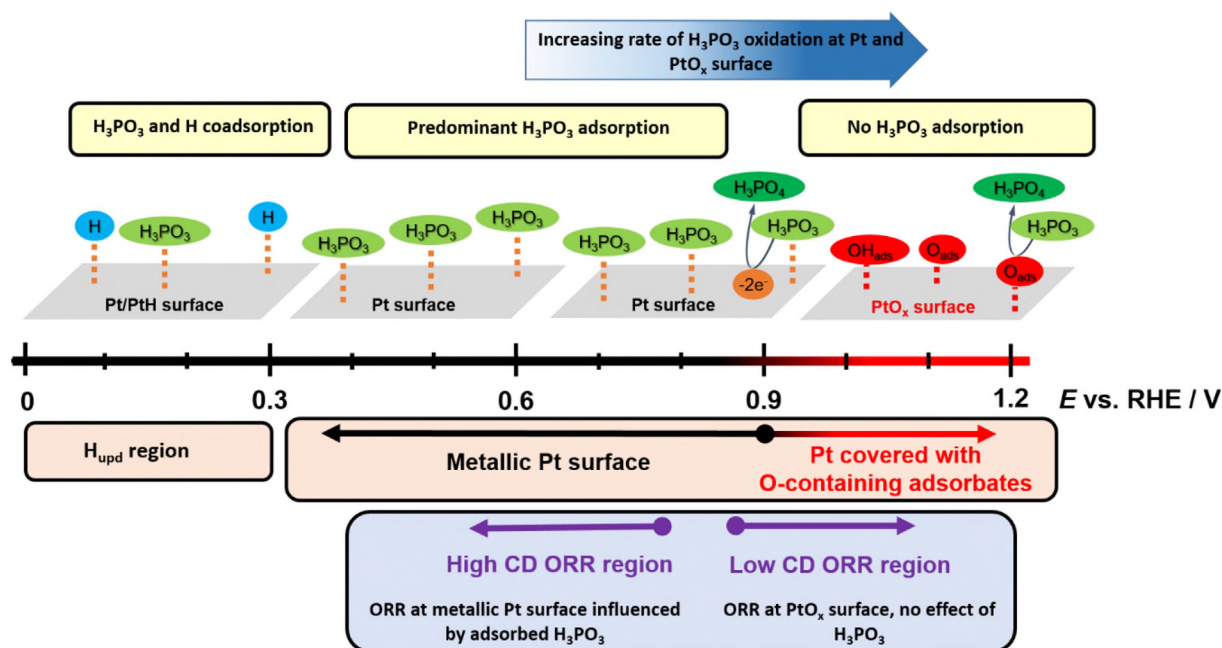 Increasing rate of H₃PO₃ oxidation at Pt and
PtOₓ surface
H₃PO₃ and H coadsorption
Predominant H₃PO₃ adsorption
No H₃PO₃ adsorption
H
H₃PO₃
H
H₃PO₃
H₃PO₃
H₃PO₃
H₃PO₃
H₃PO₃
H₃PO₄
H₃PO₃
-2e⁻
OHads
Oads
H₃PO₄
H₃PO₃
Oads
Pt/PtH surface
Pt surface
Pt surface
PtOₓ surface
0
0.3
0.6
0.9
1.2
E vs. RHE / V
Hupd region
Metallic Pt surface
Pt covered with
O-containing adsorbates
High CD ORR region
Low CD ORR region
ORR at metallic Pt surface influenced
by adsorbed H₃PO₃
ORR at PtOₓ surface, no effect of
H₃PO₃